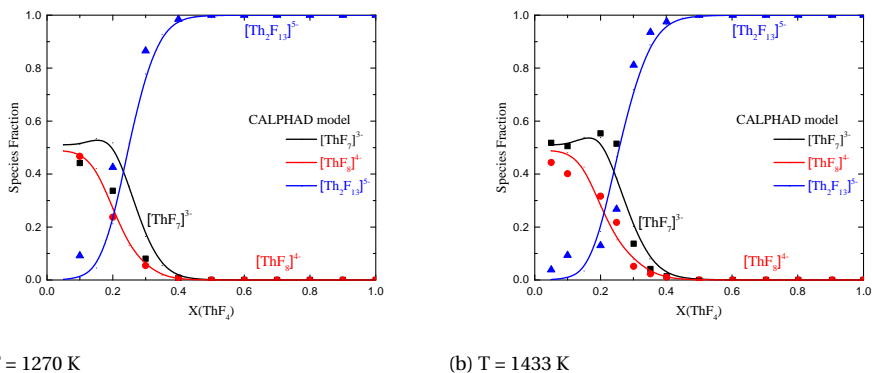 1.0
0.8
0.6
0.4
0.2
0.0
Species Fraction
[Th₂F₁₃]⁵⁻
CALPHAD model
[ThF₇]³⁻
[ThF₈]⁴⁻
[Th₂F₁₃]⁵⁻
[ThF₇]³⁻
[ThF₈]⁴⁻
0.0 0.2 0.4 0.6 0.8 1.0
X(ThF₄)
1.0
0.8
0.6
0.4
0.2
0.0
Species Fraction
[Th₂F₁₃]⁵⁻
CALPHAD model
[ThF₇]³⁻
[ThF₈]⁴⁻
[Th₂F₁₃]⁵⁻
[ThF₇]³⁻
[ThF₈]⁴⁻
0.0 0.2 0.4 0.6 0.8 1.0
X(ThF₄)
= 1270 K
(b) T = 1433 K